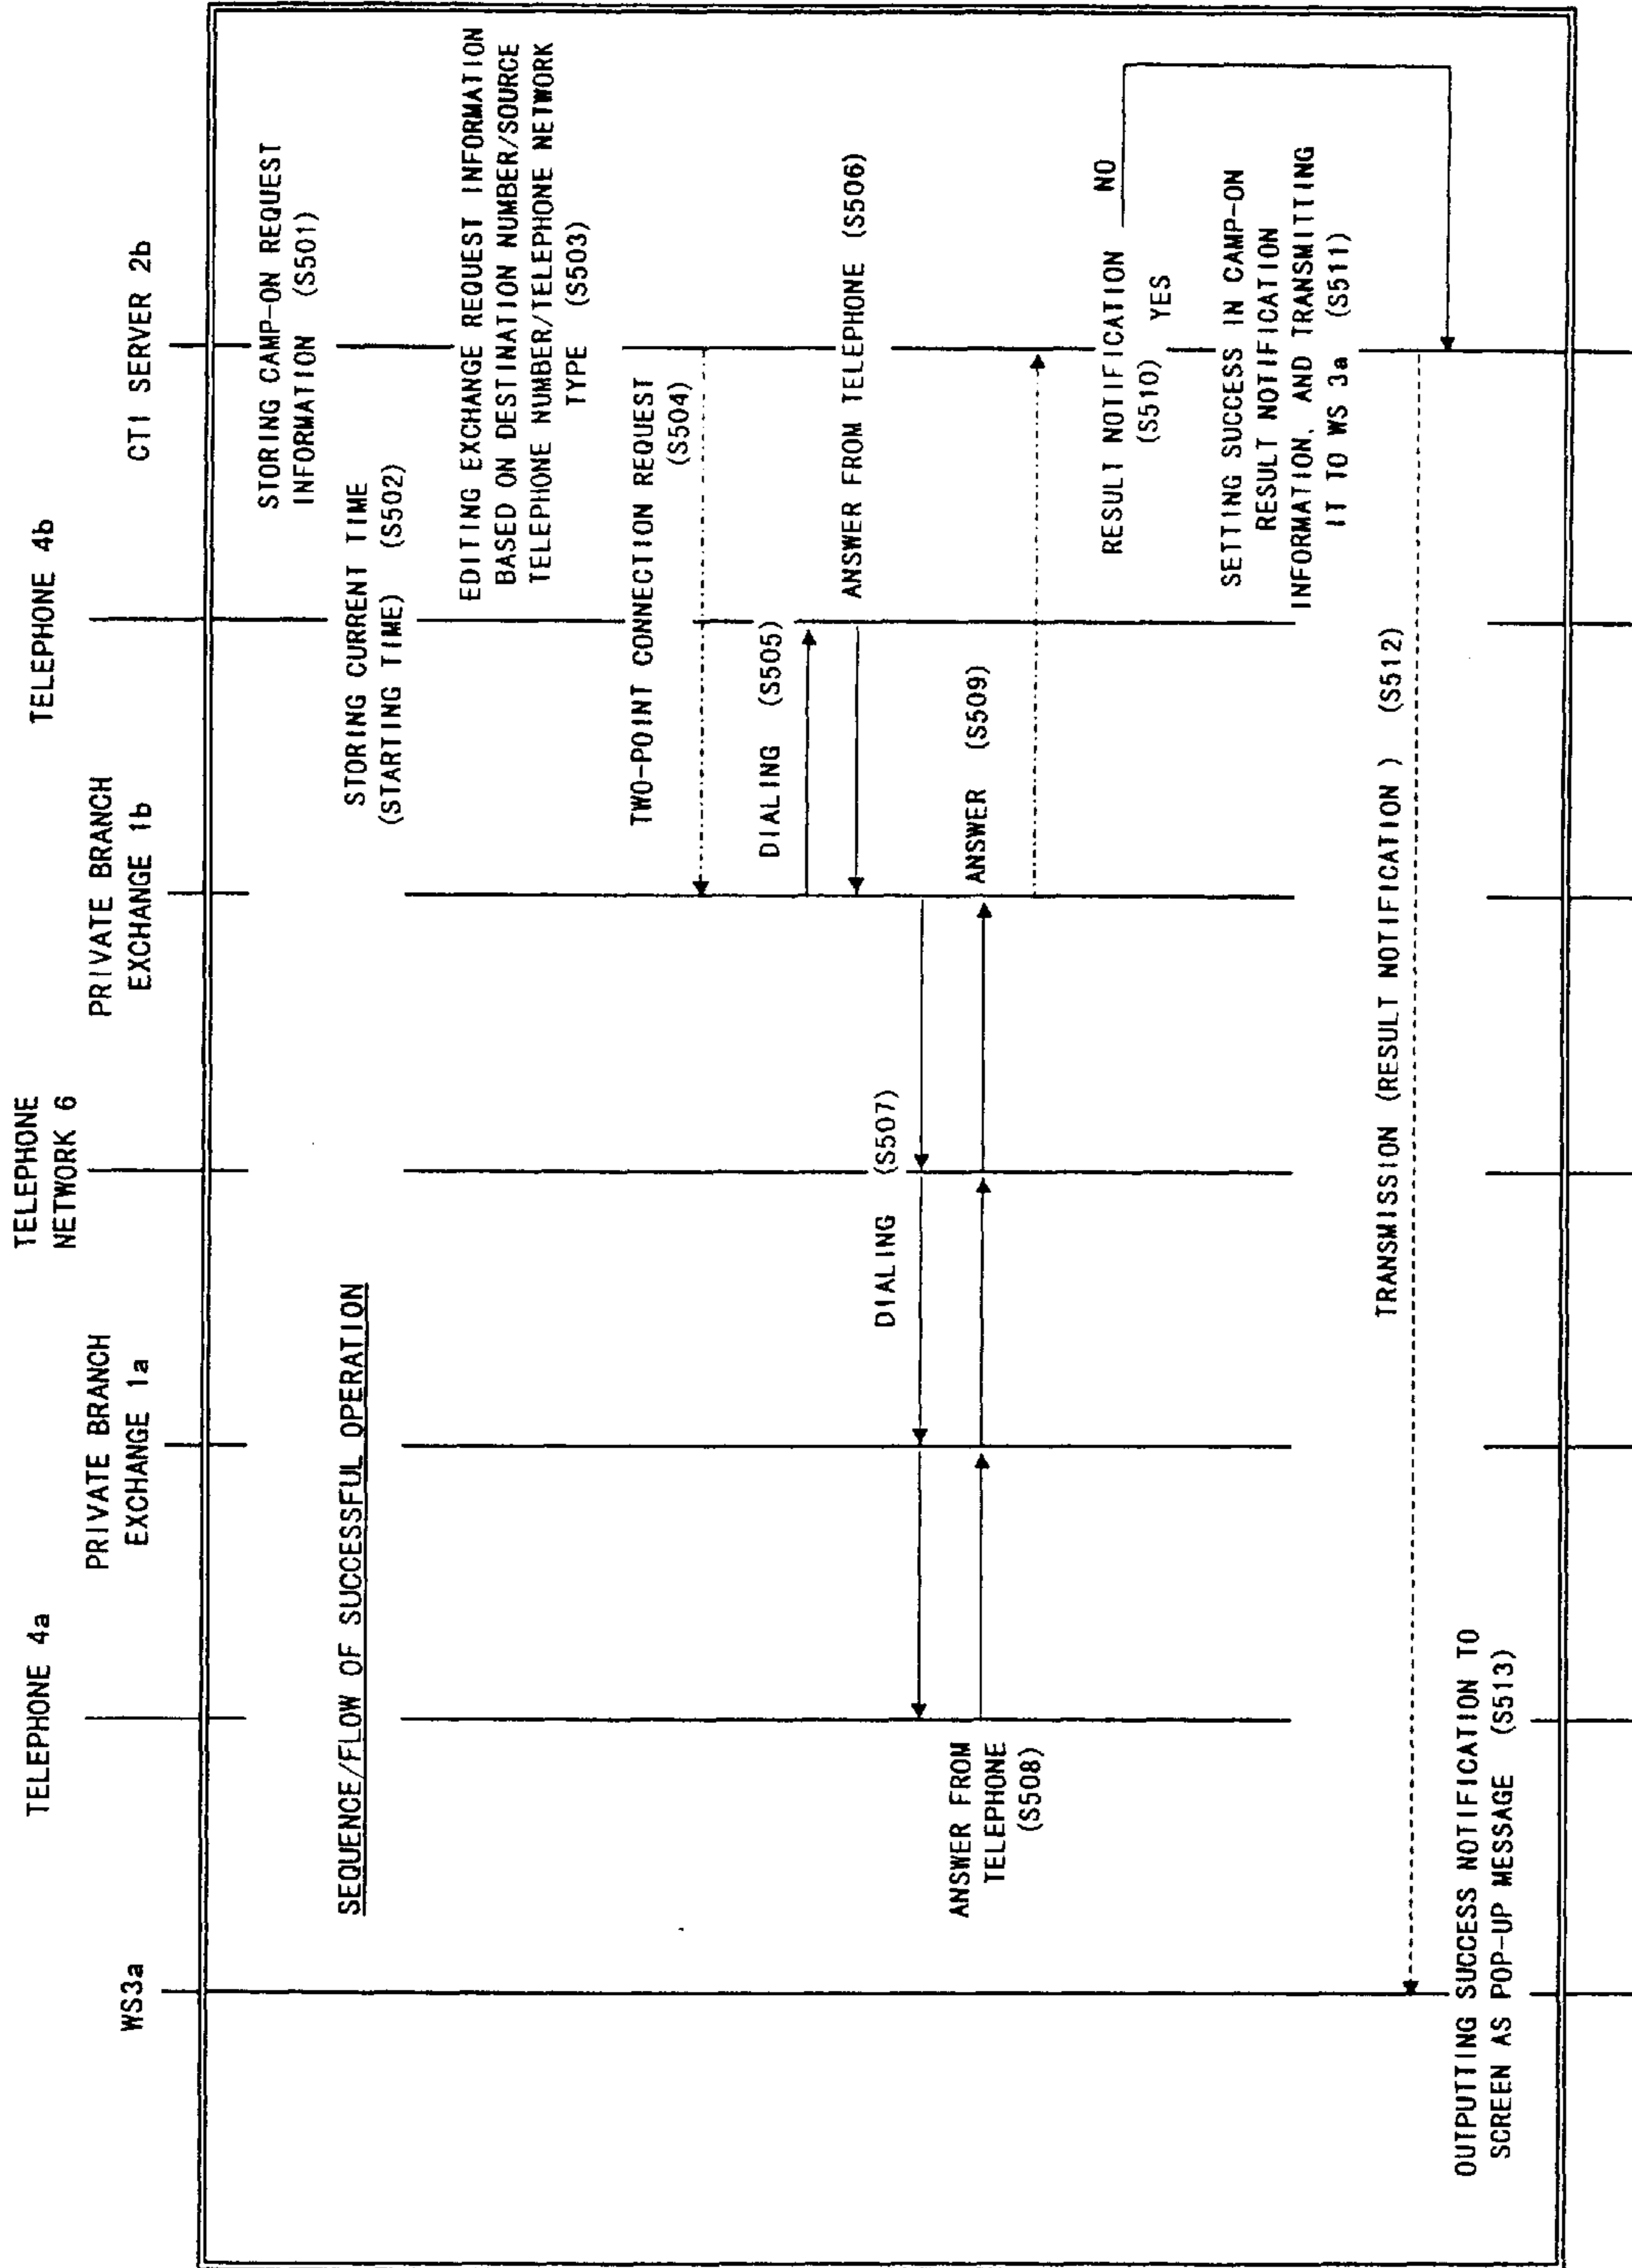 WS3a
TELEPHONE 4a
PRIVATE BRANCH
EXCHANGE 1a
TELEPHONE
NETWORK 6
PRIVATE BRANCH
EXCHANGE 1b
TELEPHONE 4b
CTI SERVER 2b
SEQUENCE/FLOW OF SUCCESSFUL OPERATION
STORING CAMP-ON REQUEST
INFORMATION (S501)
STORING CURRENT TIME
(STARTING TIME) (S502)
EDITING EXCHANGE REQUEST INFORMATION
BASED ON DESTINATION NUMBER/SOURCE
TELEPHONE NUMBER/TELEPHONE NETWORK
TYPE (S503)
TWO-POINT CONNECTION REQUEST
(S504)
DIALING (S505)
ANSWER FROM TELEPHONE (S506)
DIALING (S507)
ANSWER FROM
TELEPHONE
(S508)
ANSWER (S509)
RESULT NOTIFICATION NO
(S510) YES
SETTING SUCCESS IN CAMP-ON
RESULT NOTIFICATION
INFORMATION, AND TRANSMITTING
IT TO WS 3a (S511)
TRANSMISSION (RESULT NOTIFICATION ) (S512)
OUTPUTING SUCCESS NOTIFICATION TO
SCREEN AS POP-UP MESSAGE (S513)